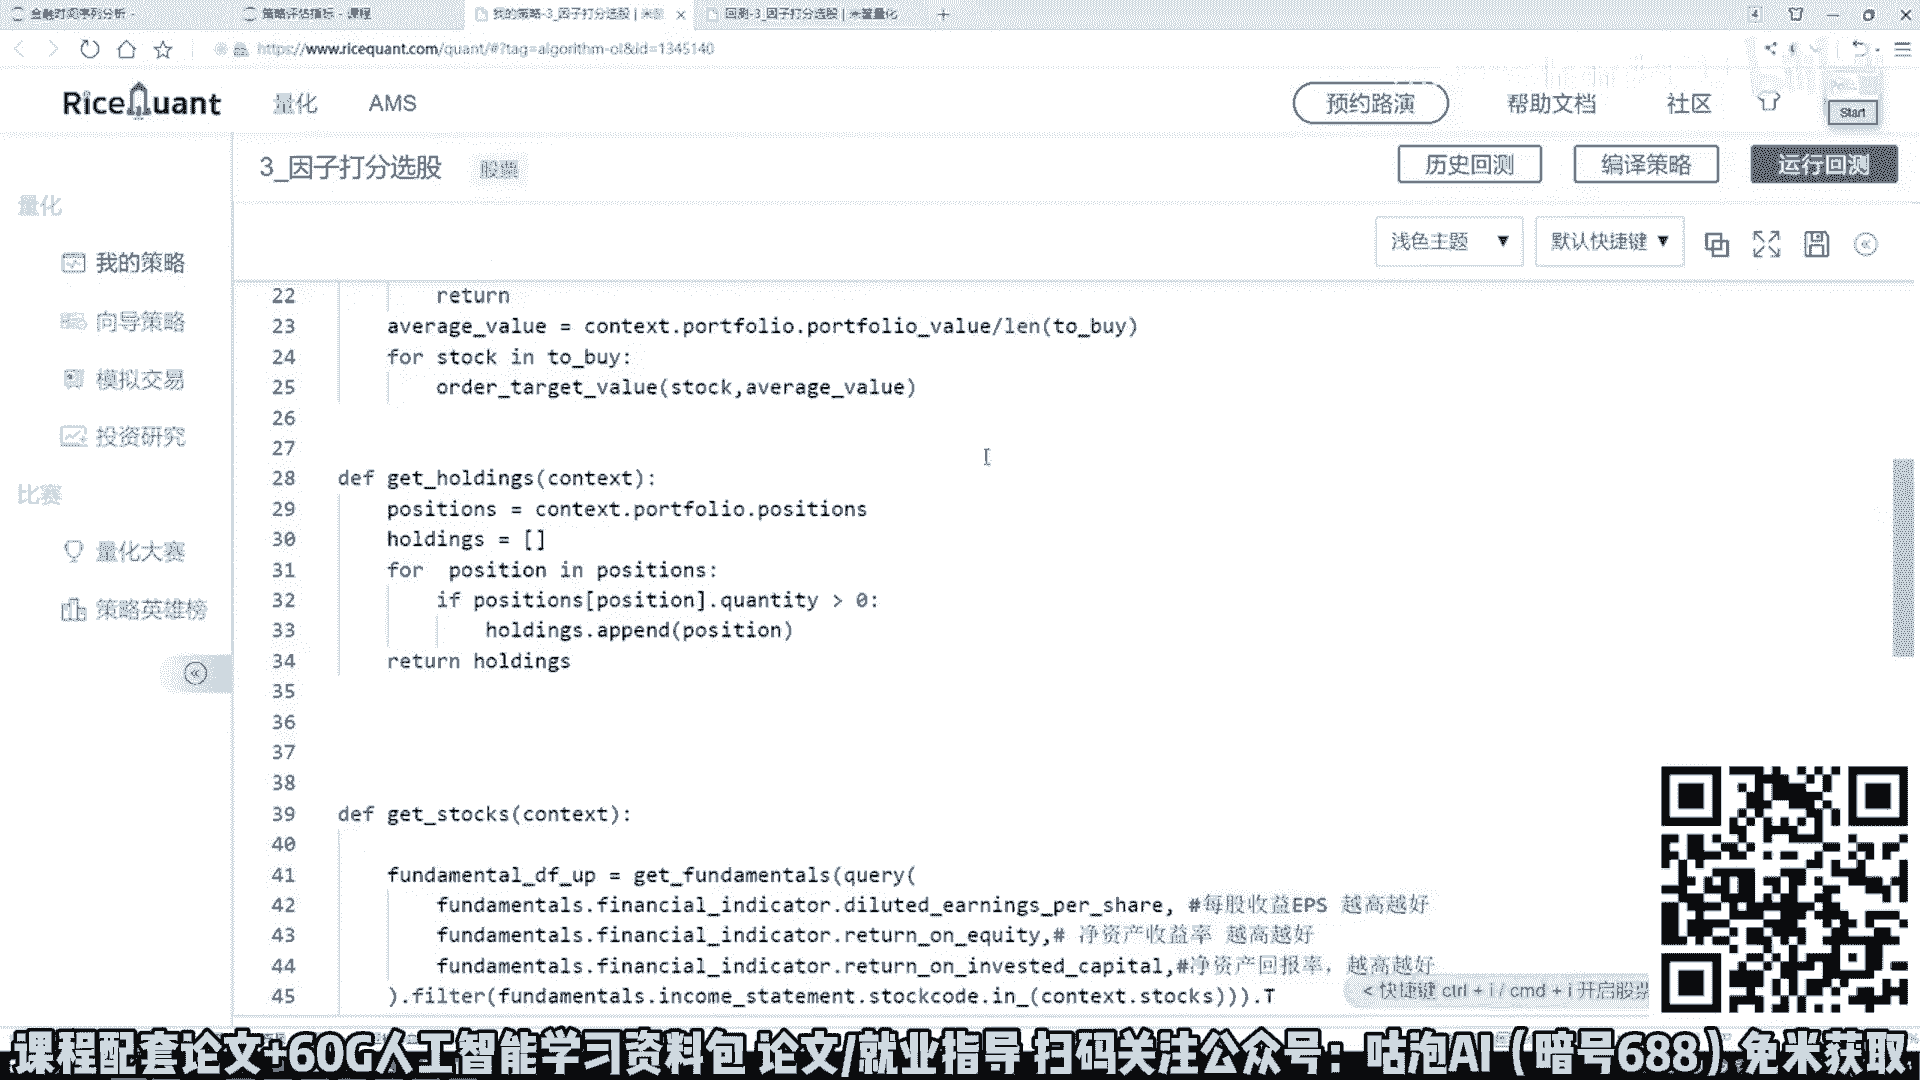 金融时间序列分析 -
策略评估指标 - 课程
我的策略-3_因子打分选股 | 米筐
回测-3_因子打分选股 | 米筐量化
4
https://www.ricequant.com/quant/#?tag=algorithm-ol&id=1345140
RiceQuant
量化
AMS
预约路演
帮助文档
社区
Start
3_因子打分选股
股票
历史回测
编译策略
运行回测
浅色主题
默认快捷键
量化
我的策略
向导策略
模拟交易
投资研究
比赛
量化大赛
策略英雄榜
22 return
23 average_value = context.portfolio.portfolio_value/len(to_buy)
24 for stock in to_buy:
25 order_target_value(stock,average_value)
26
27
28 def get_holdings(context):
29 positions = context.portfolio.positions
30 holdings = []
31 for  position in positions:
32 if positions[position].quantity > 0:
33 holdings.append(position)
34 return holdings
35
36
37
38
39 def get_stocks(context):
40
41 fundamental_df_up = get_fundamentals(query(
42 fundamentals.financial_indicator.diluted_earnings_per_share, #每股收益EPS 越高越好
43 fundamentals.financial_indicator.return_on_equity,# 净资产收益率 越高越好
44 fundamentals.financial_indicator.return_on_invested_capital,#净资产回报率，越高越好
45 ).filter(fundamentals.income_statement.stockcode.in_(context.stocks))).T
< 快捷键 ctrl + i / cmd + i 开启股票
课程配套论文+60G人工智能学习资料包 论文/就业指导 扫码关注公众号：咕泡AI（暗号688）免米获取